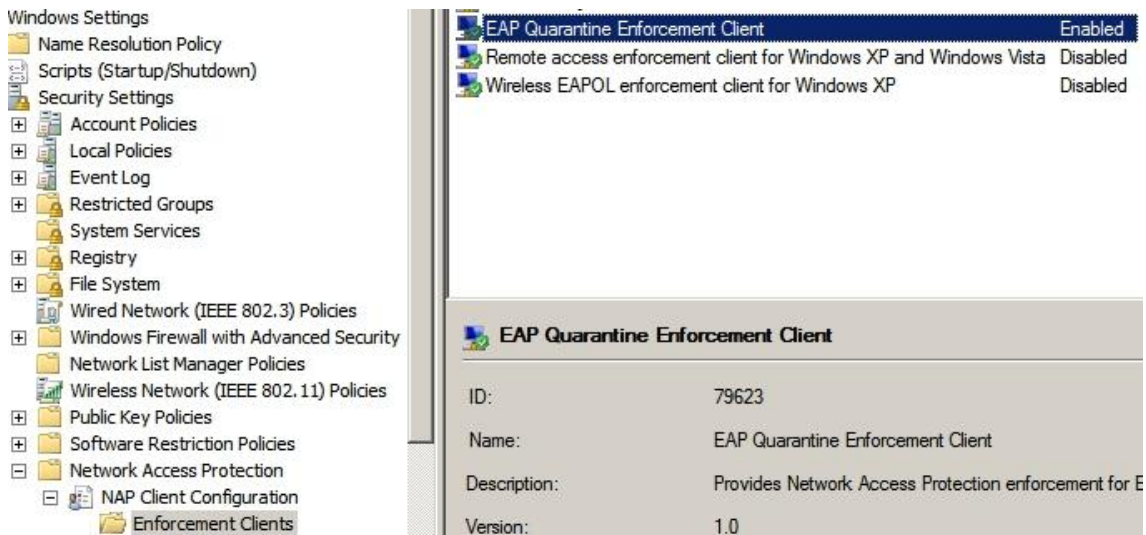 Windows Settings
Name Resolution Policy
Scripts (Startup/Shutdown)
Security Settings
Account Policies
Local Policies
Event Log
Restricted Groups
System Services
Registry
File System
Wired Network (IEEE 802.3) Policies
Windows Firewall with Advanced Security
Network List Manager Policies
Wireless Network (IEEE 802.11) Policies
Public Key Policies
Software Restriction Policies
Network Access Protection
NAP Client Configuration
Enforcement Clients
EAP Quarantine Enforcement Client Enabled
Remote access enforcement client for Windows XP and Windows Vista Disabled
Wireless EAPOL enforcement client for Windows XP Disabled
EAP Quarantine Enforcement Client
ID: 79623
Name: EAP Quarantine Enforcement Client
Description: Provides Network Access Protection enforcement for E
Version: 1.0